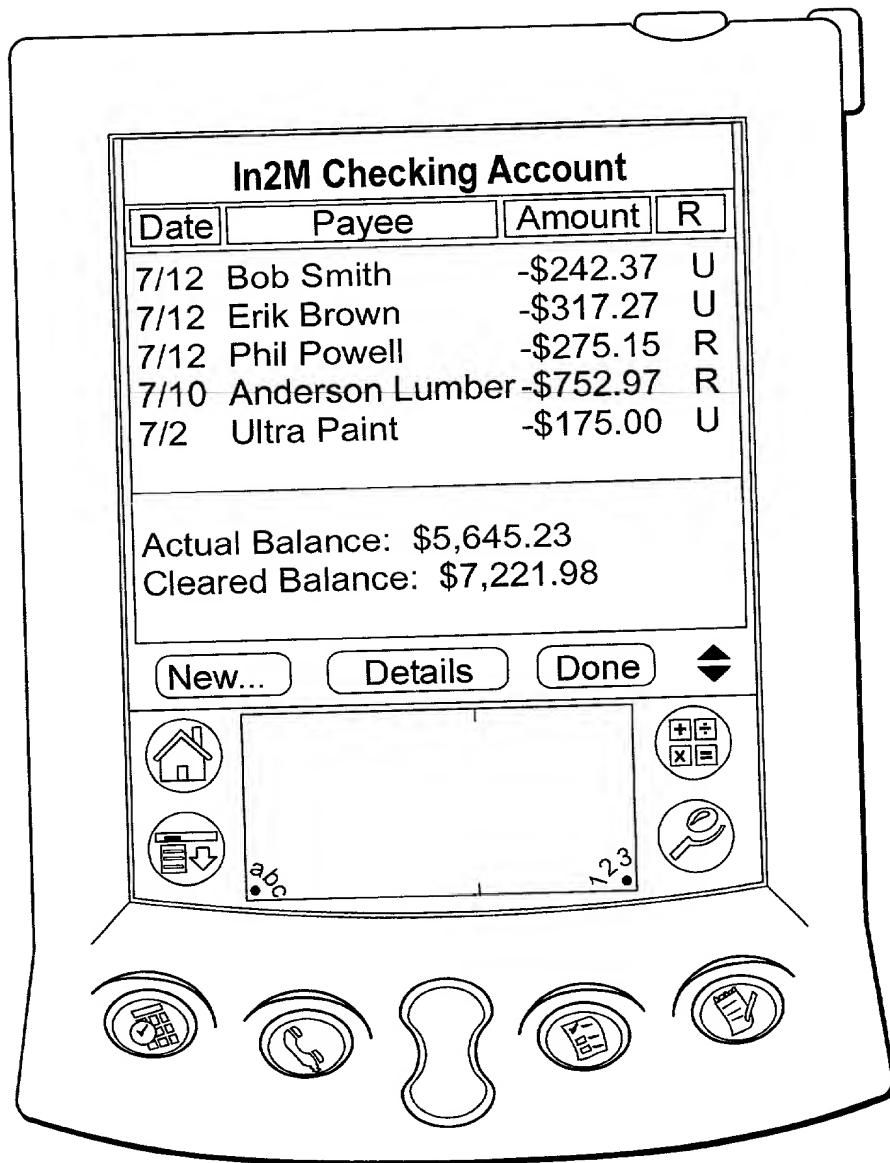 In2M Checking Account
Date Payee Amount R
7/12 Bob Smith -$242.37 U
7/12 Erik Brown -$317.27 U
7/12 Phil Powell -$275.15 R
7/10 Anderson Lumber -$752.97 R
7/2 Ultra Paint -$175.00 U
Actual Balance: $5,645.23
Cleared Balance: $7,221.98
New... Details Done
+ ÷
x =
abc 123